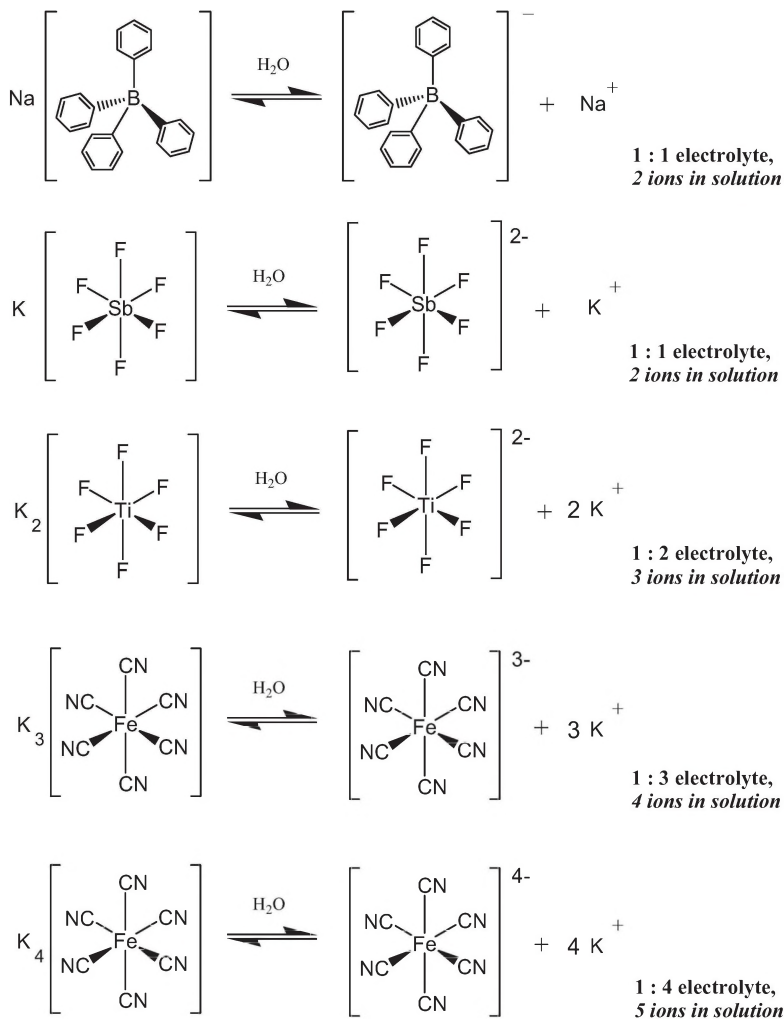 Na [ B ] H₂O [ B ]⁻ + Na⁺
1 : 1 electrolyte,
2 ions in solution
K [ Sb F F F F F F ] H₂O [ Sb F F F F F F ]2- + K⁺
1 : 1 electrolyte,
2 ions in solution
K₂ [ Ti F F F F F F ] H₂O [ Ti F F F F F F ]2- + 2 K⁺
1 : 2 electrolyte,
3 ions in solution
K₃ [ CN NC CN Fe NC CN CN ] H₂O [ CN NC CN Fe NC CN CN ]3- + 3 K⁺
1 : 3 electrolyte,
4 ions in solution
K₄ [ CN NC CN Fe NC CN CN ] H₂O [ CN NC CN Fe NC CN CN ]4- + 4 K⁺
1 : 4 electrolyte,
5 ions in solution